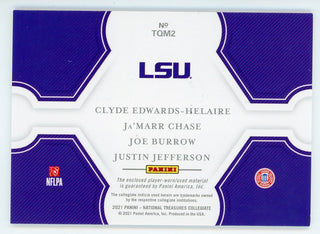 Nº
TQM2
LSU
CLYDE EDWARDS-HELAIRE
JA'MARR CHASE
JOE BURROW
JUSTIN JEFFERSON
PANINI
NFLPA
The enclosed player-worn/used material
is guaranteed by Panini America, Inc.
The collegiate indicia used herein are trademarks owned
by the respective collegiate institutions.
2021 PANINI - NATIONAL TREASURES COLLEGIATE
© 2021 Panini America, Inc. Produced in the USA.